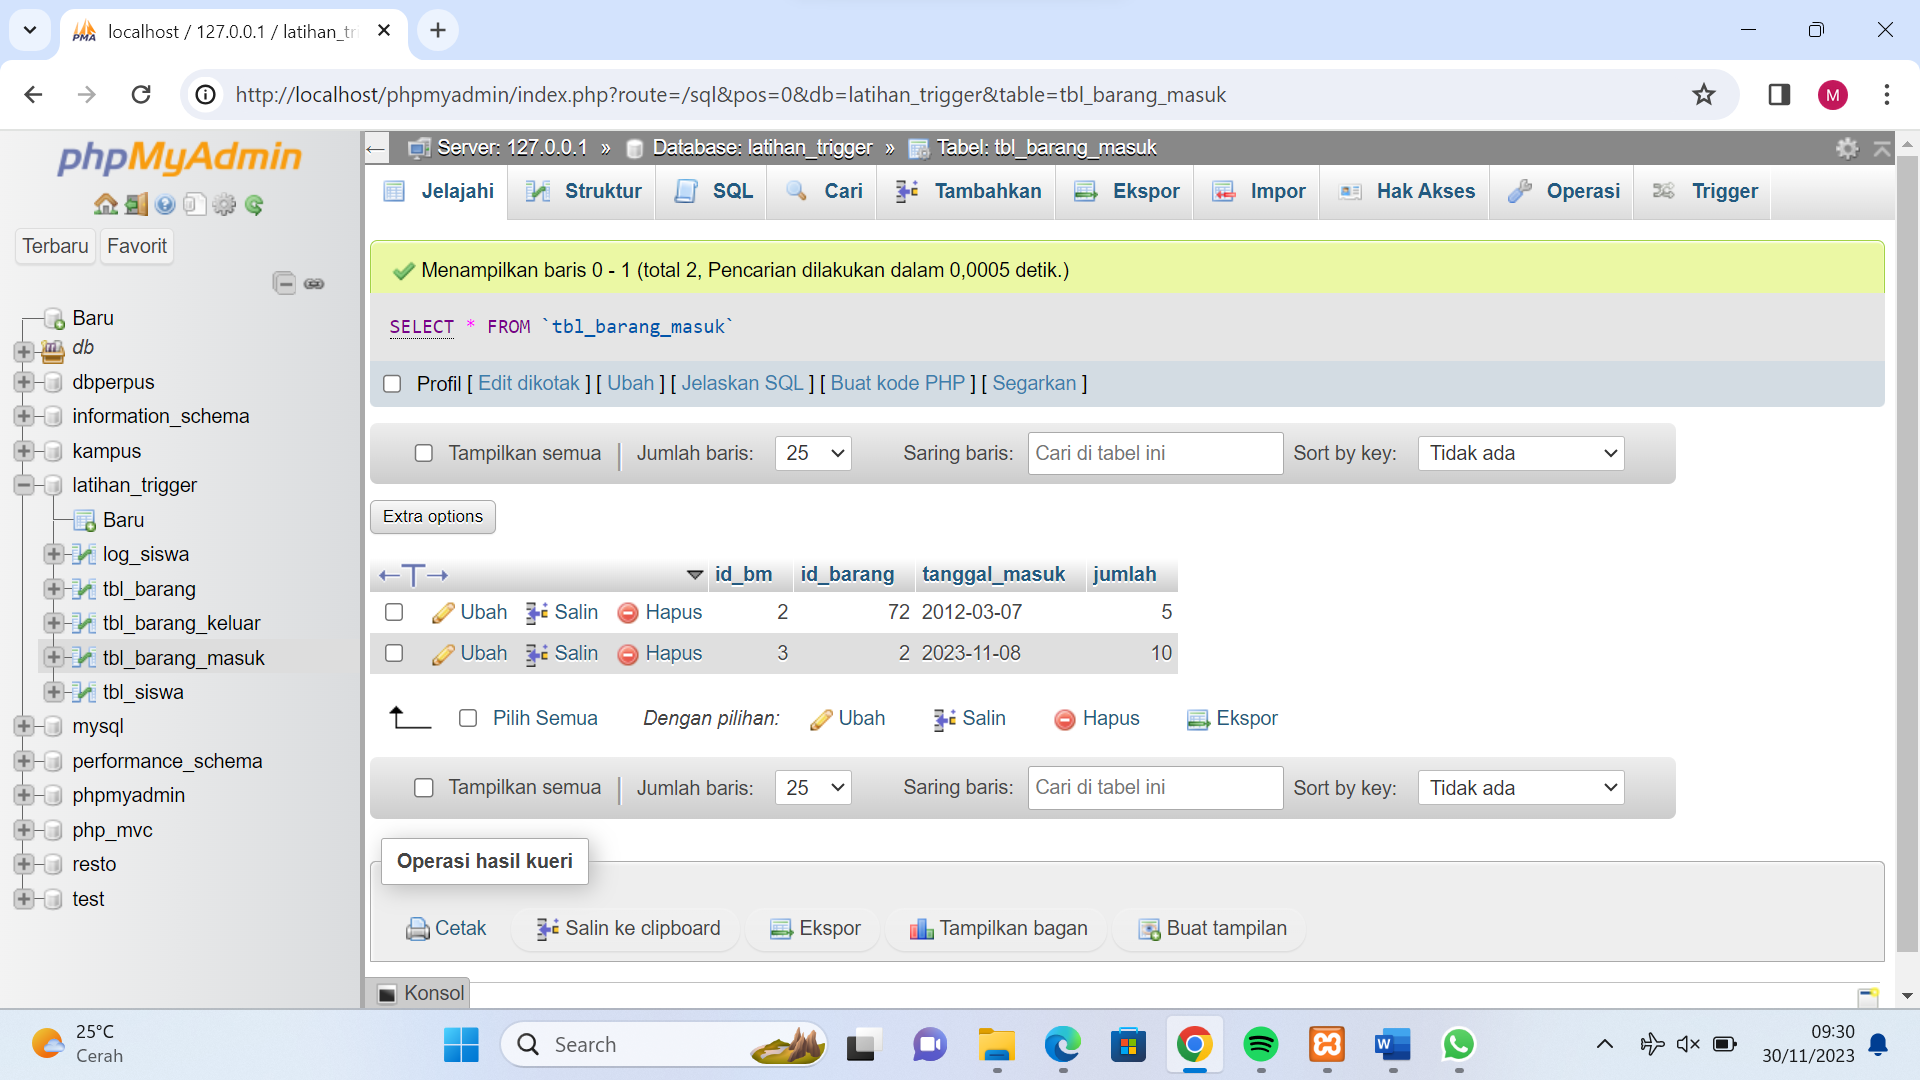 localhost / 127.0.0.1 / latihan_tr
http://localhost/phpmyadmin/index.php?route=/sql&pos=0&db=latihan_trigger&table=tbl_barang_masuk
M
phpMyAdmin
Terbaru Favorit
Baru
db
dbperpus
information_schema
kampus
latihan_trigger
Baru
log_siswa
tbl_barang
tbl_barang_keluar
tbl_barang_masuk
tbl_siswa
mysql
performance_schema
phpmyadmin
php_mvc
resto
test
Server: 127.0.0.1 » Database: latihan_trigger » Tabel: tbl_barang_masuk
Jelajahi Struktur SQL Cari Tambahkan Ekspor Impor Hak Akses Operasi Trigger
Menampilkan baris 0 - 1 (total 2, Pencarian dilakukan dalam 0,0005 detik.)
SELECT * FROM `tbl_barang_masuk`
Profil [ Edit dikotak ] [ Ubah ] [ Jelaskan SQL ] [ Buat kode PHP ] [ Segarkan ]
Tampilkan semua | Jumlah baris: 25 Saring baris: Cari di tabel ini Sort by key: Tidak ada
Extra options
←T→ id_bm id_barang tanggal_masuk jumlah
Ubah Salin Hapus 2 72 2012-03-07 5
Ubah Salin Hapus 3 2 2023-11-08 10
Pilih Semua Dengan pilihan: Ubah Salin Hapus Ekspor
Tampilkan semua | Jumlah baris: 25 Saring baris: Cari di tabel ini Sort by key: Tidak ada
Operasi hasil kueri
Cetak Salin ke clipboard Ekspor Tampilkan bagan Buat tampilan
Konsol
25°C
Cerah
Search
09:30
30/11/2023